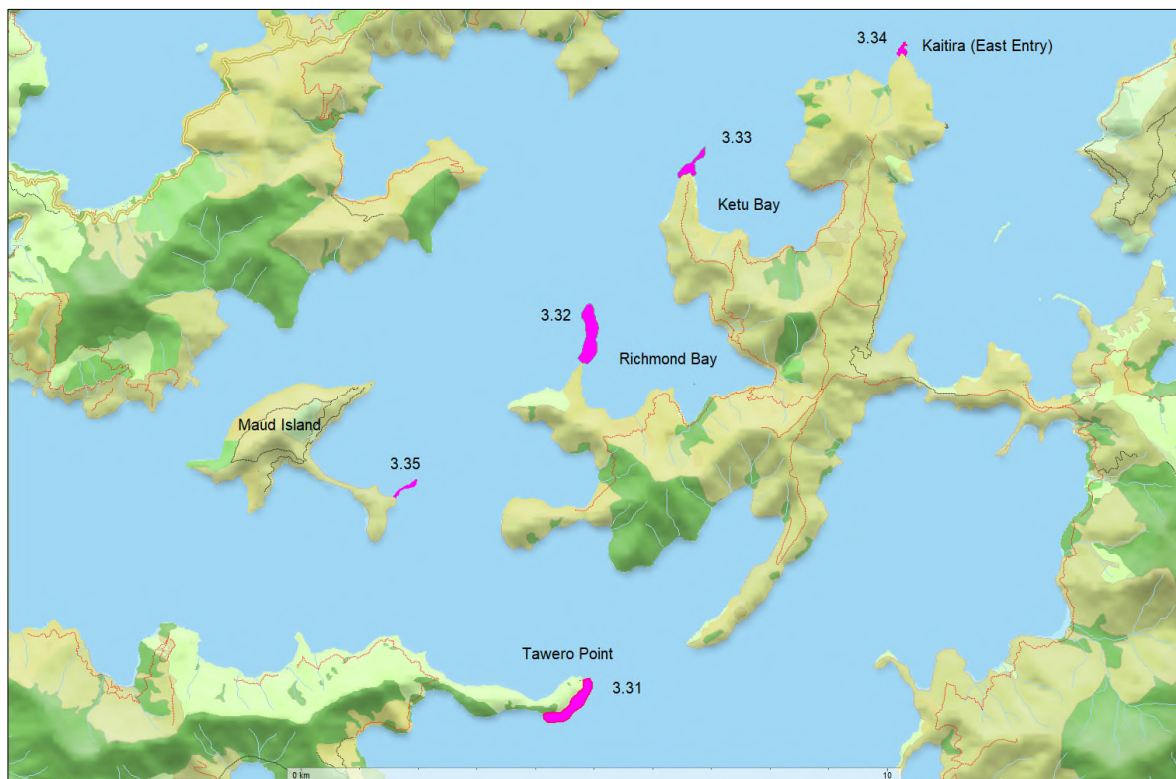 3.34
Kaitira (East Entry)
3.33
Ketu Bay
3.32
Richmond Bay
Maud Island
3.35
Tawero Point
3.31
0 km
10